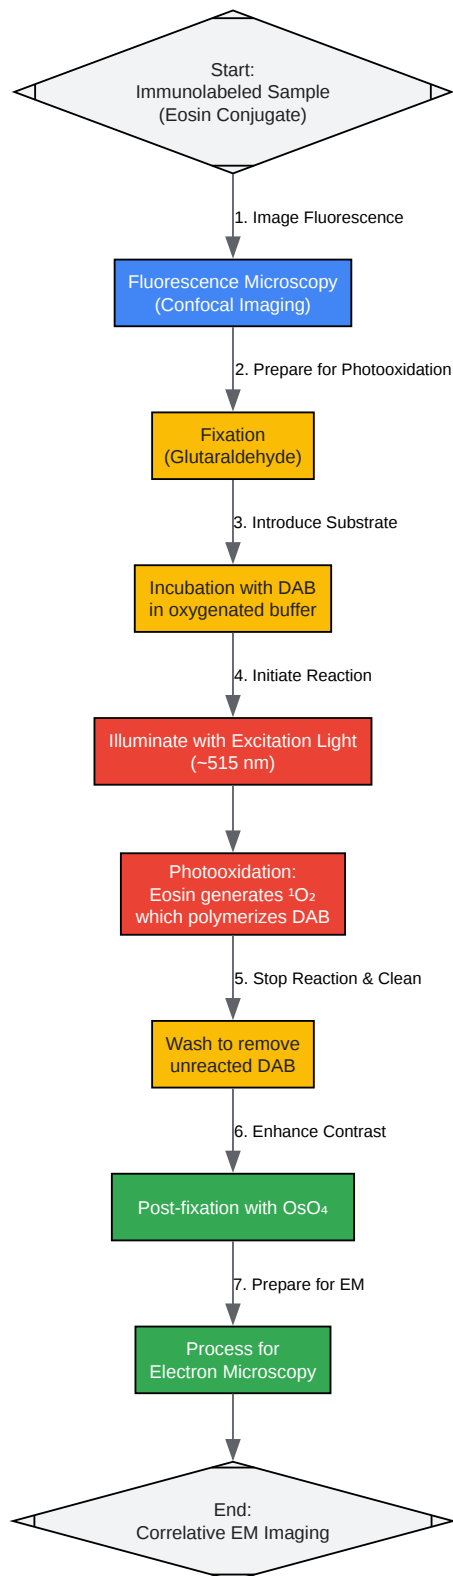 Start:
Immunolabeled Sample
(Eosin Conjugate)
1. Image Fluorescence
Fluorescence Microscopy
(Confocal Imaging)
2. Prepare for Photooxidation
Fixation
(Glutaraldehyde)
3. Introduce Substrate
Incubation with DAB
in oxygenated buffer
4. Initiate Reaction
Illuminate with Excitation Light
(~515 nm)
Photooxidation:
Eosin generates ¹O₂
which polymerizes DAB
5. Stop Reaction & Clean
Wash to remove
unreacted DAB
6. Enhance Contrast
Post-fixation with OsO₄
7. Prepare for EM
Process for
Electron Microscopy
End:
Correlative EM Imaging